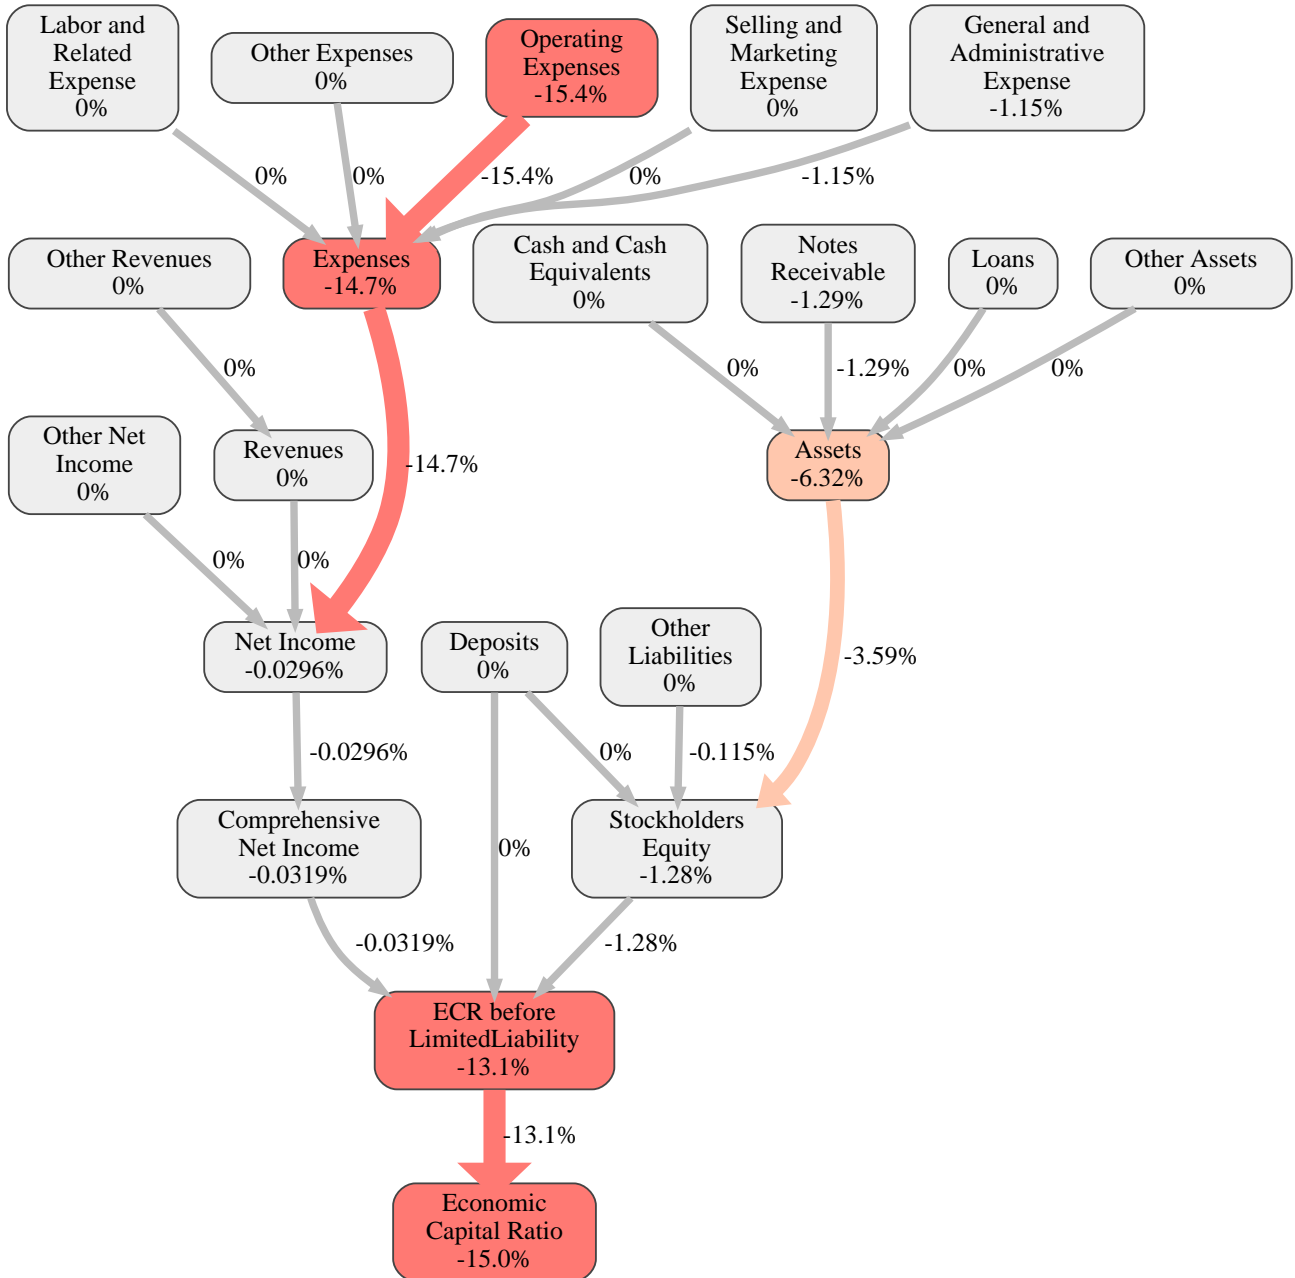 Labor and
Related
Expense
0%
Other Expenses
0%
Operating
Expenses
-15.4%
Selling and
Marketing
Expense
0%
General and
Administrative
Expense
-1.15%
0%
0%
-15.4%
0%
-1.15%
Other Revenues
0%
Expenses
-14.7%
Cash and Cash
Equivalents
0%
Notes
Receivable
-1.29%
Loans
0%
Other Assets
0%
0%
0%
-1.29%
0%
0%
Other Net
Income
0%
Revenues
0%
-14.7%
Assets
-6.32%
0%
0%
Net Income
-0.0296%
Deposits
0%
Other
Liabilities
0%
-3.59%
-0.0296%
0%
-0.115%
Comprehensive
Net Income
-0.0319%
0%
Stockholders
Equity
-1.28%
-0.0319%
-1.28%
ECR before
LimitedLiability
-13.1%
-13.1%
Economic
Capital Ratio
-15.0%